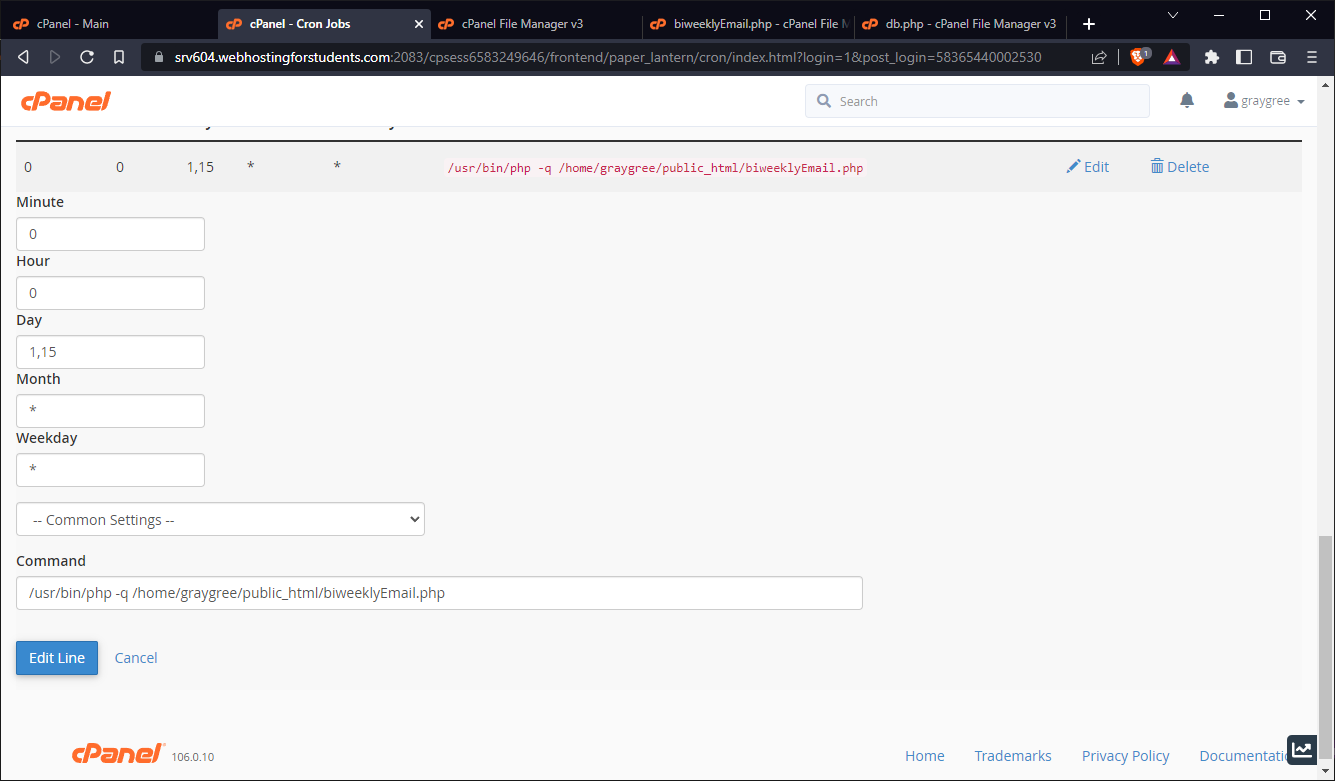 cPanel - Main
cPanel - Cron Jobs
cPanel File Manager v3
biweeklyEmail.php - cPanel File M
db.php - cPanel File Manager v3
srv604.webhostingforstudents.com:2083/cpsess6583249646/frontend/paper_lantern/cron/index.html?login=1&post_login=58365440002530
1
cPanel
Search
graygree
0 0 1,15 * * /usr/bin/php -q /home/graygree/public_html/biweeklyEmail.php Edit Delete
Minute
0
Hour
0
Day
1,15
Month
*
Weekday
*
-- Common Settings --
Command
/usr/bin/php -q /home/graygree/public_html/biweeklyEmail.php
Edit Line Cancel
cPanel 106.0.10
Home Trademarks Privacy Policy Documentatio